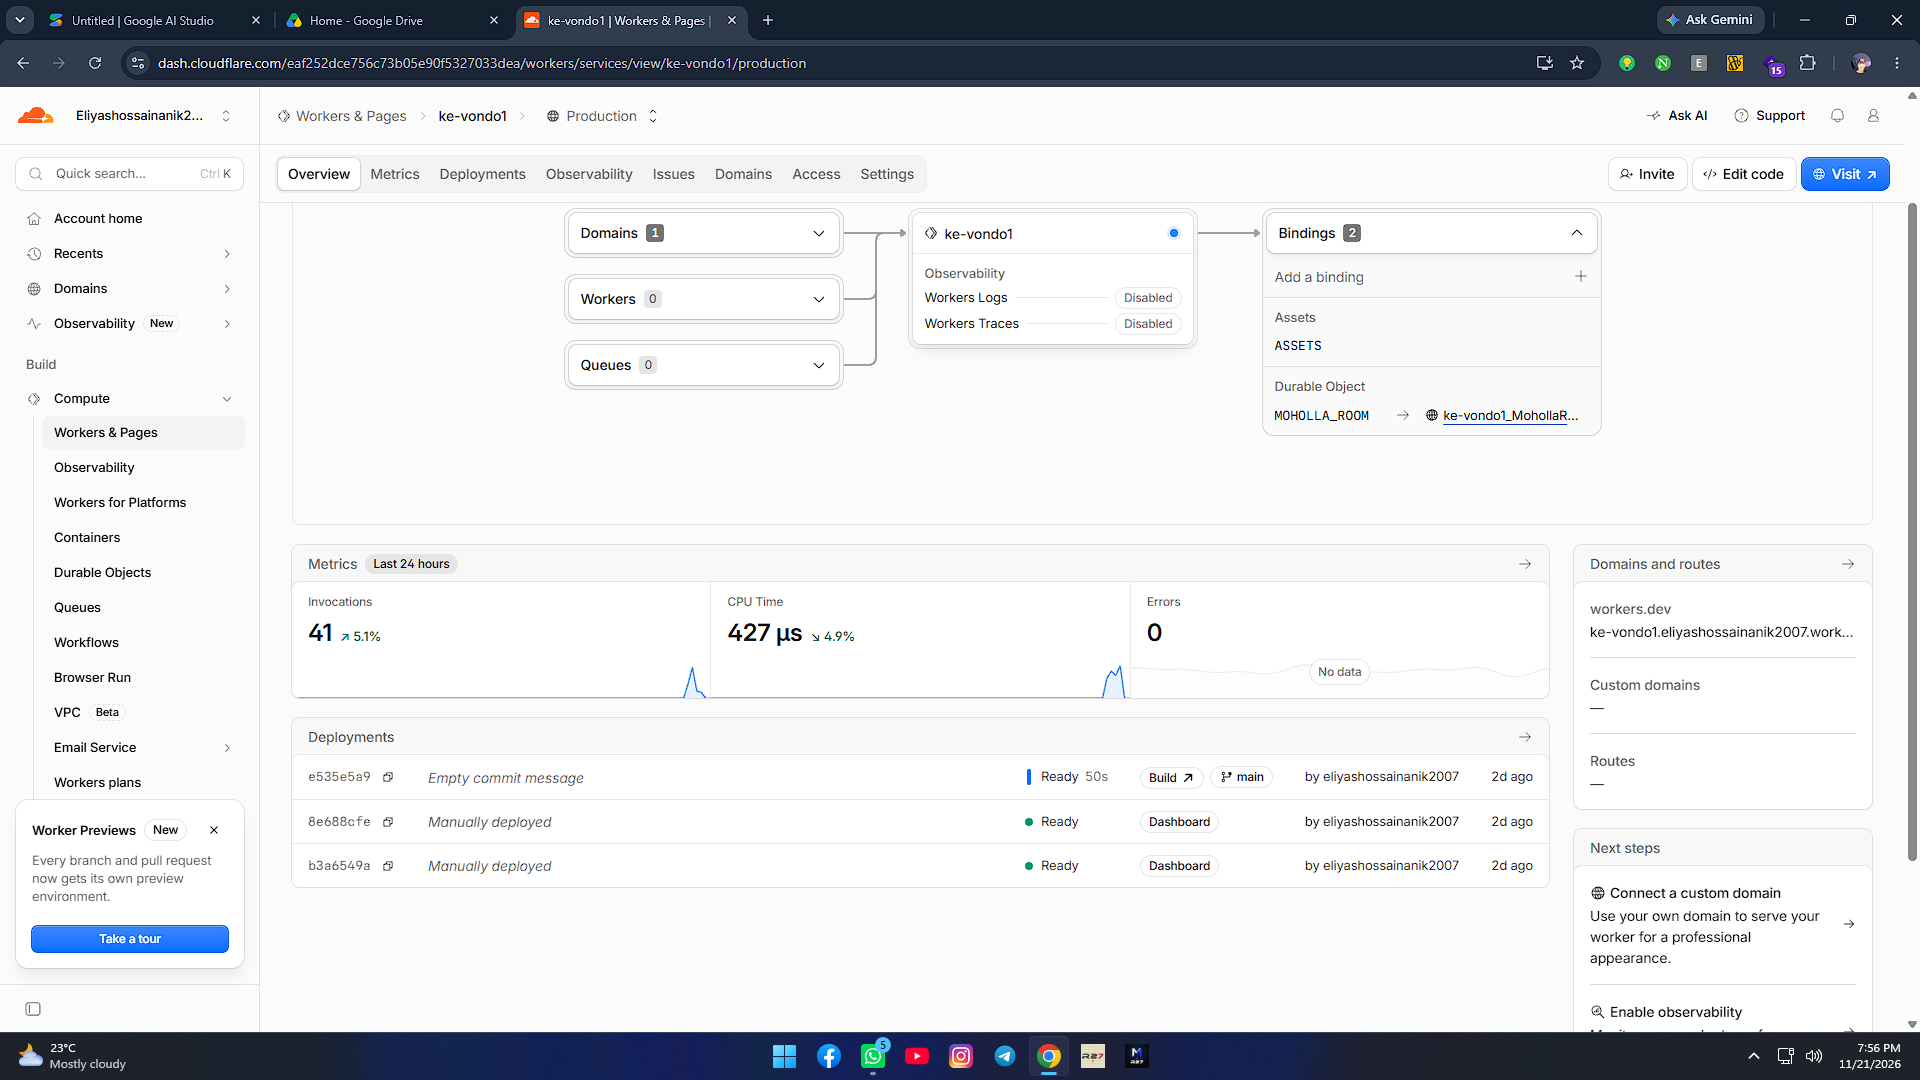 Untitled | Google AI Studio
Home - Google Drive
ke-vondo1 | Workers & Pages |
Ask Gemini
dash.cloudflare.com/eaf252dce756c73b05e90f5327033dea/workers/services/view/ke-vondo1/production
15
Eliyashossainanik2...
Workers & Pages
ke-vondo1
Production
Ask AI
Support
Quick search...
Ctrl K
Overview
Metrics
Deployments
Observability
Issues
Domains
Access
Settings
Invite
Edit code
Visit
Account home
Recents
Domains
Observability New
Build
Compute
Workers & Pages
Observability
Workers for Platforms
Containers
Durable Objects
Queues
Workflows
Browser Run
VPC Beta
Email Service
Workers plans
Worker Previews New
Every branch and pull request
now gets its own preview
environment.
Take a tour
Domains 1
Workers 0
Queues 0
ke-vondo1
Observability
Workers Logs Disabled
Workers Traces Disabled
Bindings 2
Add a binding
Assets
ASSETS
Durable Object
MOHOLLA_ROOM ke-vondo1_MohollaR...
Metrics Last 24 hours
Invocations
41 5.1%
CPU Time
427 µs 4.9%
Errors
0
No data
Deployments
e535e5a9 Empty commit message Ready 50s Build main by eliyashossainanik2007 2d ago
8e688cfe Manually deployed Ready Dashboard by eliyashossainanik2007 2d ago
b3a6549a Manually deployed Ready Dashboard by eliyashossainanik2007 2d ago
Domains and routes
workers.dev
ke-vondo1.eliyashossainanik2007.work...
Custom domains
—
Routes
—
Next steps
Connect a custom domain
Use your own domain to serve your
worker for a professional
appearance.
Enable observability
23°C
Mostly cloudy
5
7:56 PM
11/21/2026